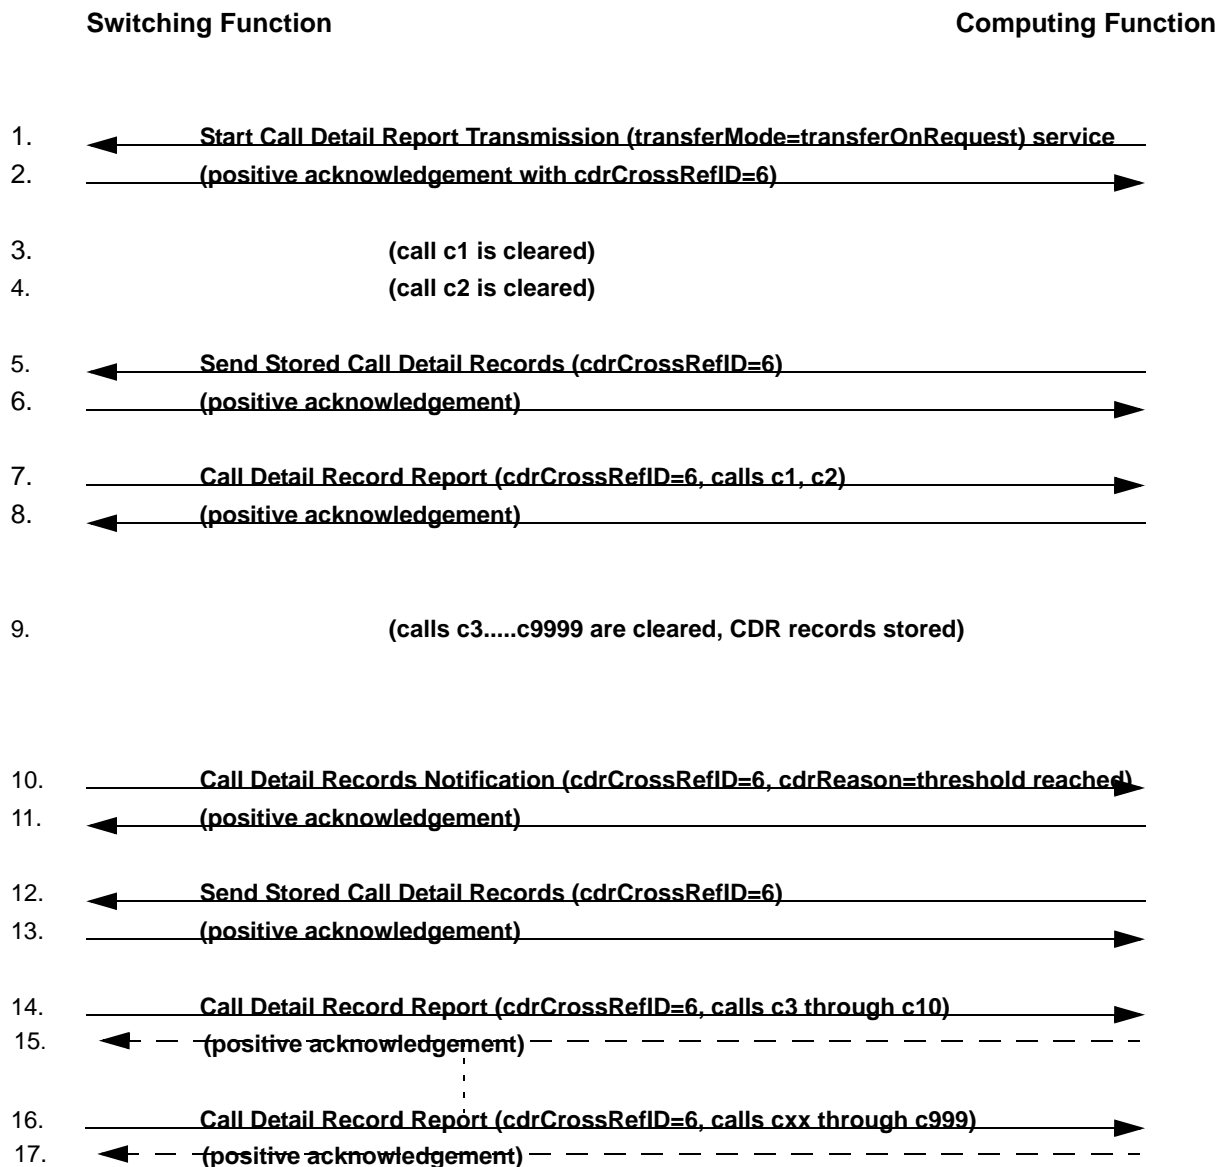 Switching Function Computing Function
1. Start Call Detail Report Transmission (transferMode=transferOnRequest) service
2. (positive acknowledgement with cdrCrossRefID=6)
3. (call c1 is cleared)
4. (call c2 is cleared)
5. Send Stored Call Detail Records (cdrCrossRefID=6)
6. (positive acknowledgement)
7. Call Detail Record Report (cdrCrossRefID=6, calls c1, c2)
8. (positive acknowledgement)
9. (calls c3.....c9999 are cleared, CDR records stored)
10. Call Detail Records Notification (cdrCrossRefID=6, cdrReason=threshold reached)
11. (positive acknowledgement)
12. Send Stored Call Detail Records (cdrCrossRefID=6)
13. (positive acknowledgement)
14. Call Detail Record Report (cdrCrossRefID=6, calls c3 through c10)
15. (positive acknowledgement)
16. Call Detail Record Report (cdrCrossRefID=6, calls cxx through c999)
17. (positive acknowledgement)